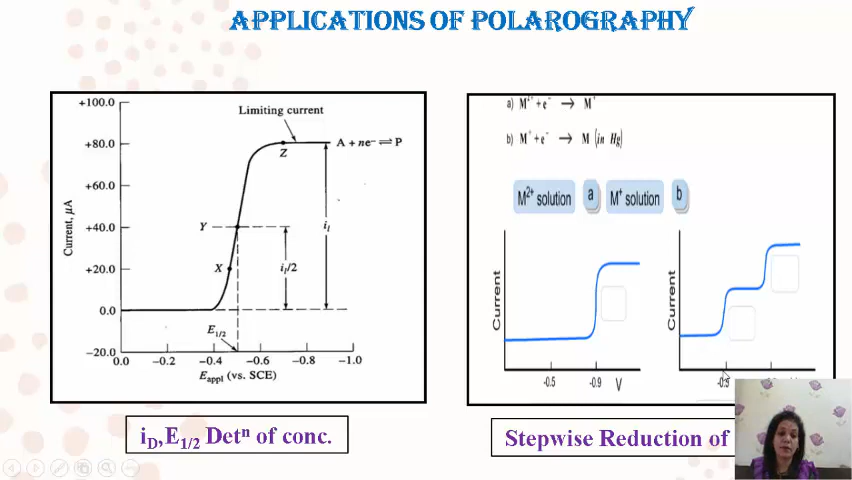 APPLICATIONS OF POLAROGRAPHY
+100.0
+80.0
+60.0
+40.0
+20.0
0.0
-20.0
Current, μA
Limiting current
A + ne⁻ ⇌ P
Z
Y
X
i_l
i_l/2
E_1/2
0.0 -0.2 -0.4 -0.6 -0.8 -1.0
E_appl (vs. SCE)
i_D,E_1/2 Detⁿ of conc.
a) M²⁺ + e⁻ → M⁺
b) M⁺ + e⁻ → M (in Hg)
M²⁺ solution a M⁺ solution b
Current
-0.5 -0.9 V
Current
Stepwise Reduction of